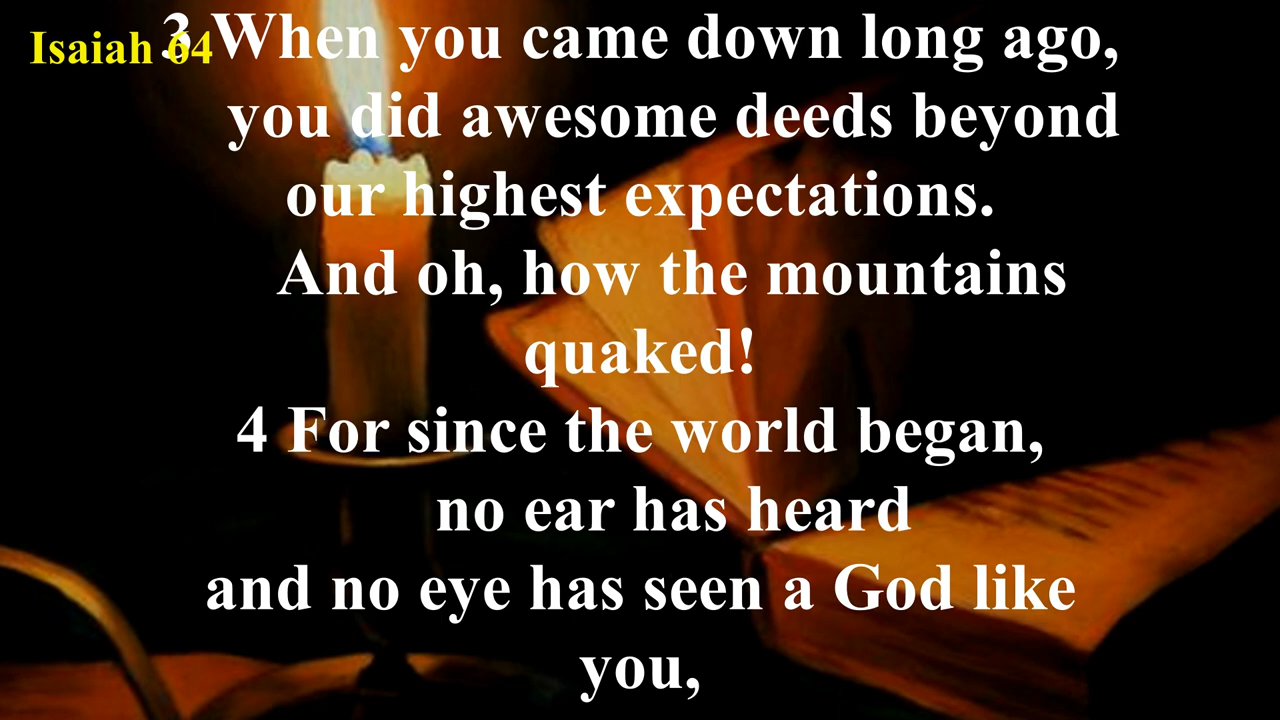 Isaiah 64
3 When you came down long ago,
you did awesome deeds beyond
our highest expectations.
And oh, how the mountains
quaked!
4 For since the world began,
no ear has heard
and no eye has seen a God like
you,